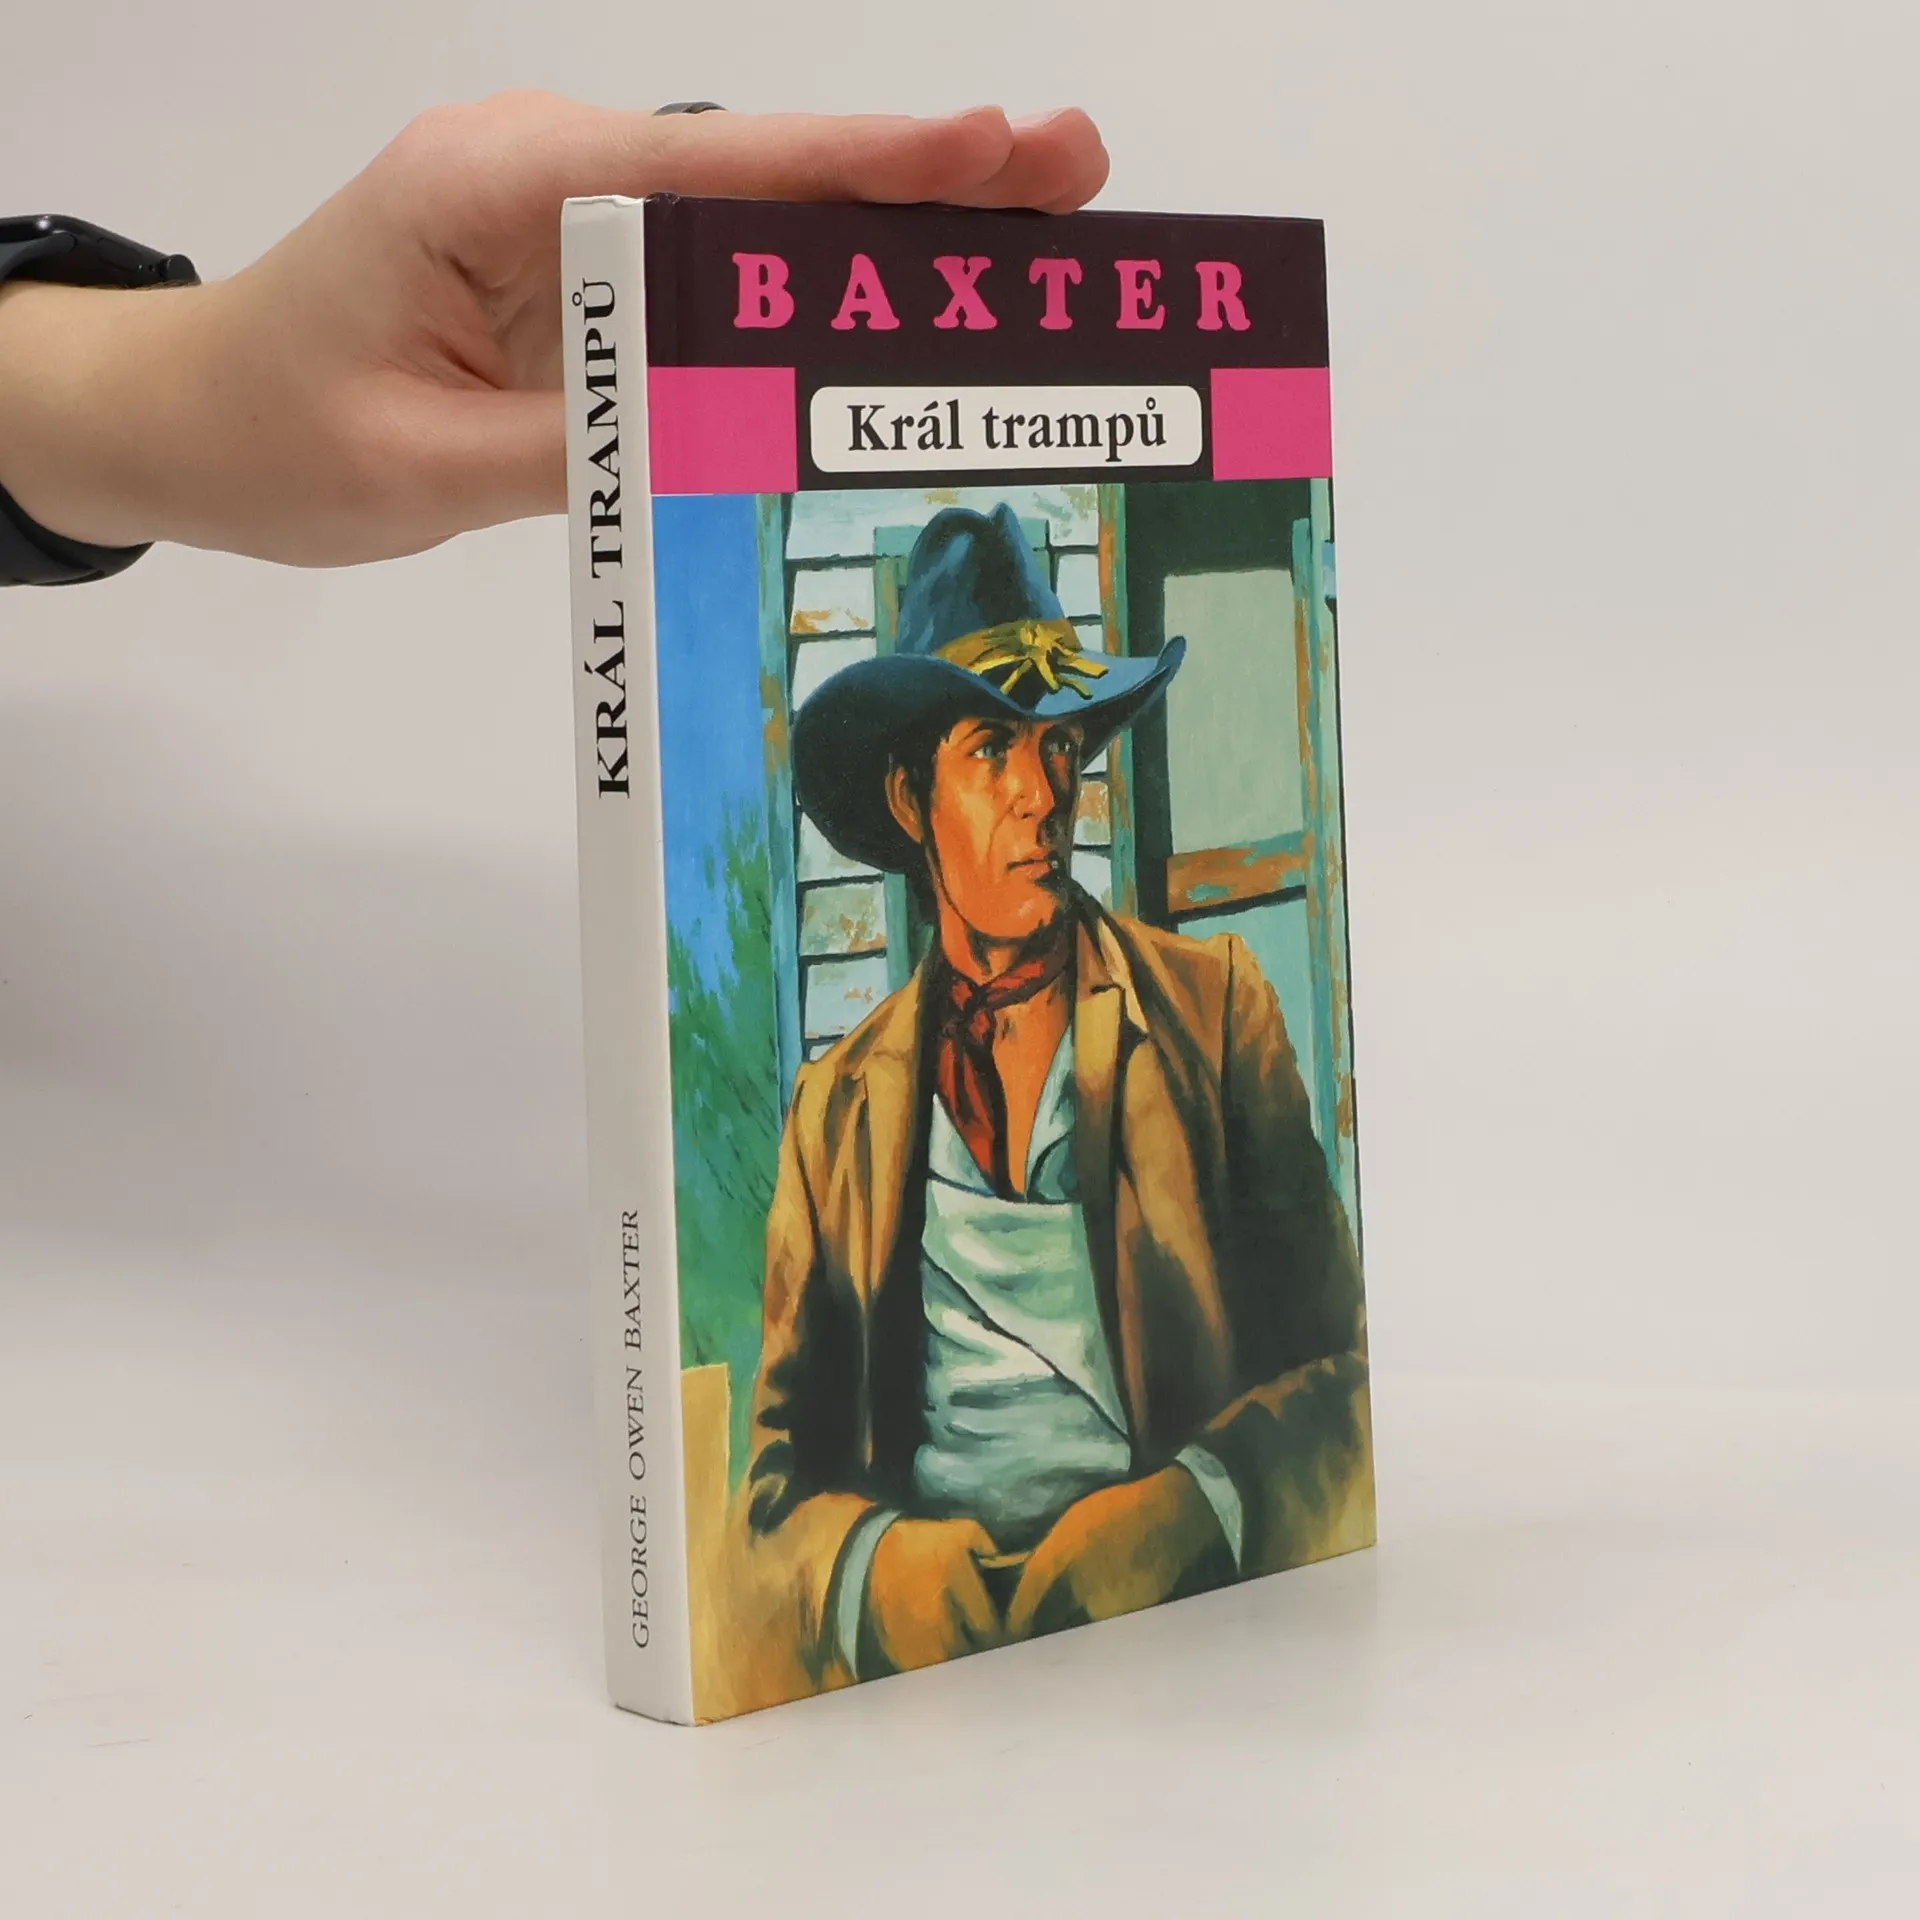 BAXTER
Král trampů
KRÁL TRAMPŮ
GEORGE OWEN BAXTER